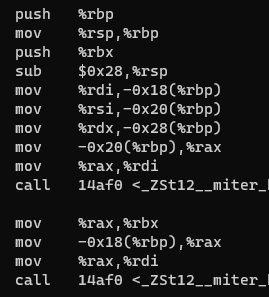 push %rbp
mov %rsp,%rbp
push %rbx
sub $0x28,%rsp
mov %rdi,-0x18(%rbp)
mov %rsi,-0x20(%rbp)
mov %rdx,-0x28(%rbp)
mov -0x20(%rbp),%rax
mov %rax,%rdi
call 14af0 <_ZSt12__miter_
mov %rax,%rbx
mov -0x18(%rbp),%rax
mov %rax,%rdi
call 14af0 <_ZSt12__miter_